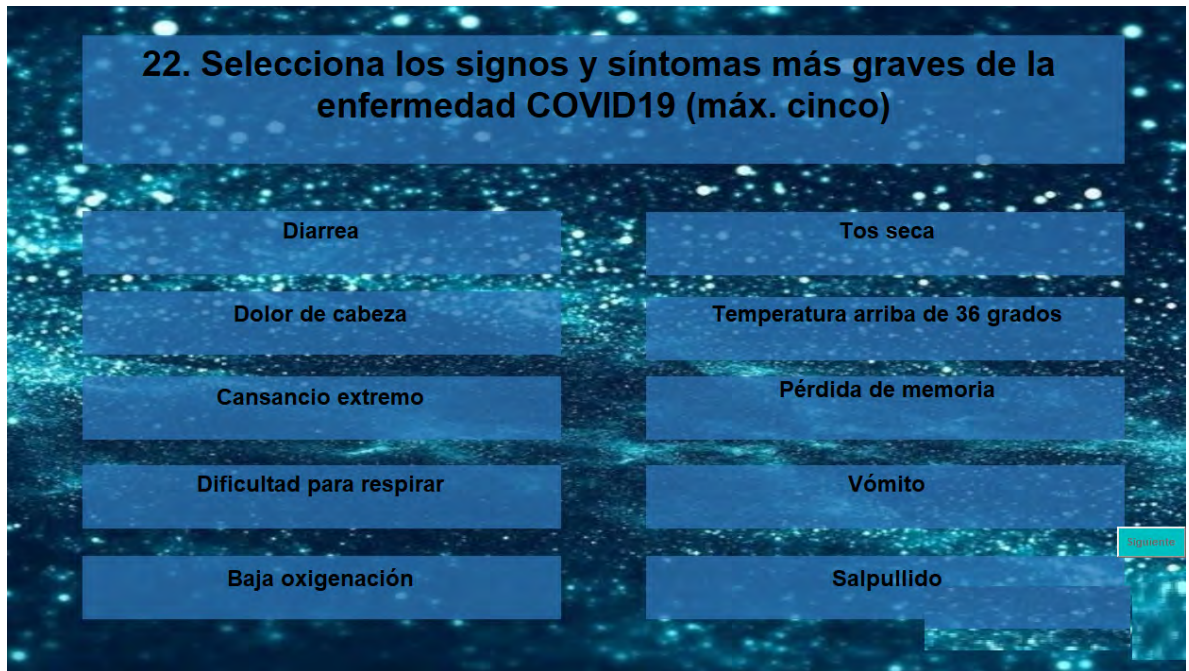 22. Selecciona los signos y síntomas más graves de la
enfermedad COVID19 (máx. cinco)
Diarrea
Tos seca
Dolor de cabeza
Temperatura arriba de 36 grados
Cansancio extremo
Pérdida de memoria
Dificultad para respirar
Vómito
Siguiente
Baja oxigenación
Salpullido